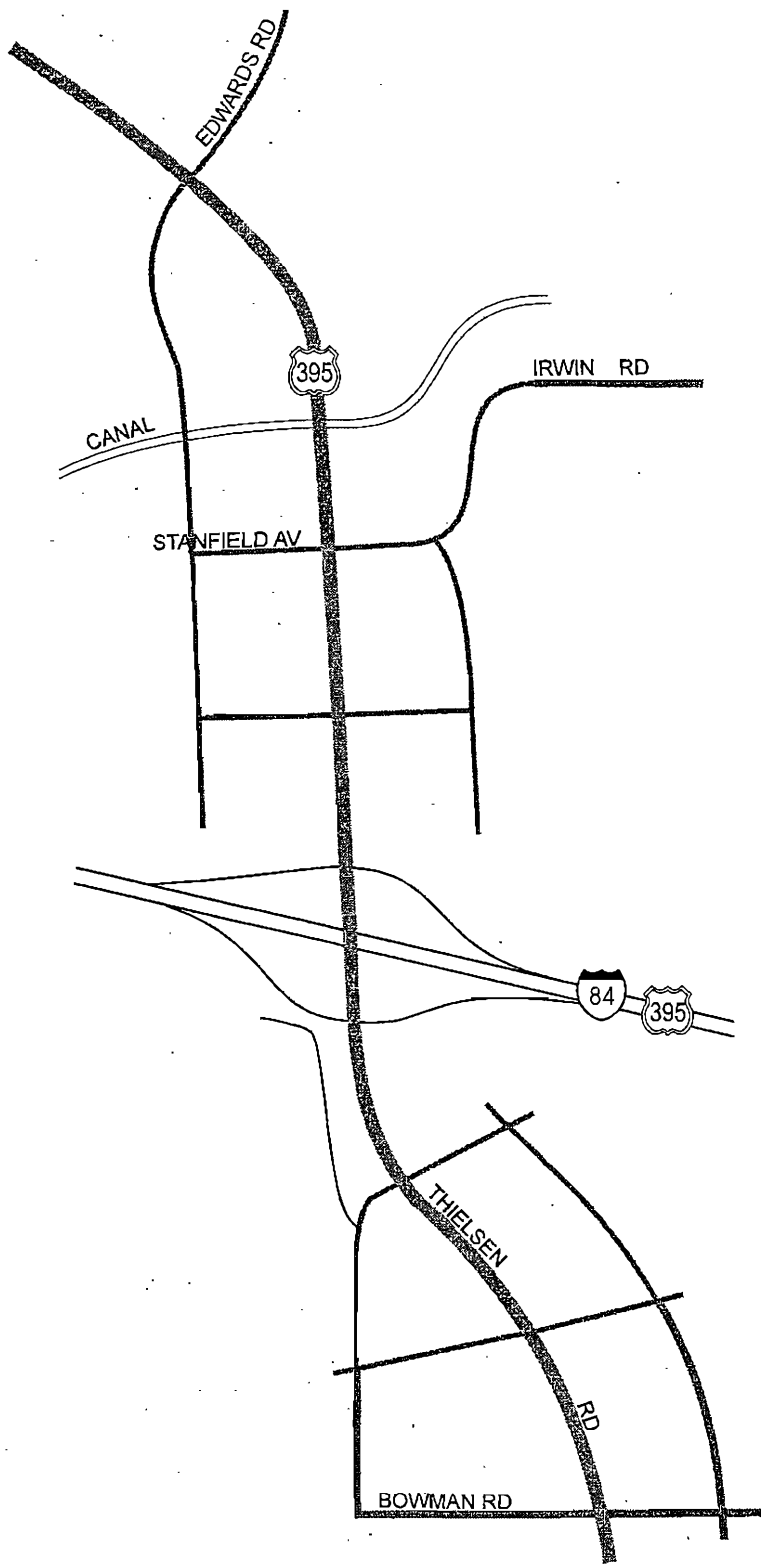 EDWARDS RD
395
IRWIN RD
CANAL
STANFIELD AV
84
395
THIELSEN RD
BOWMAN RD